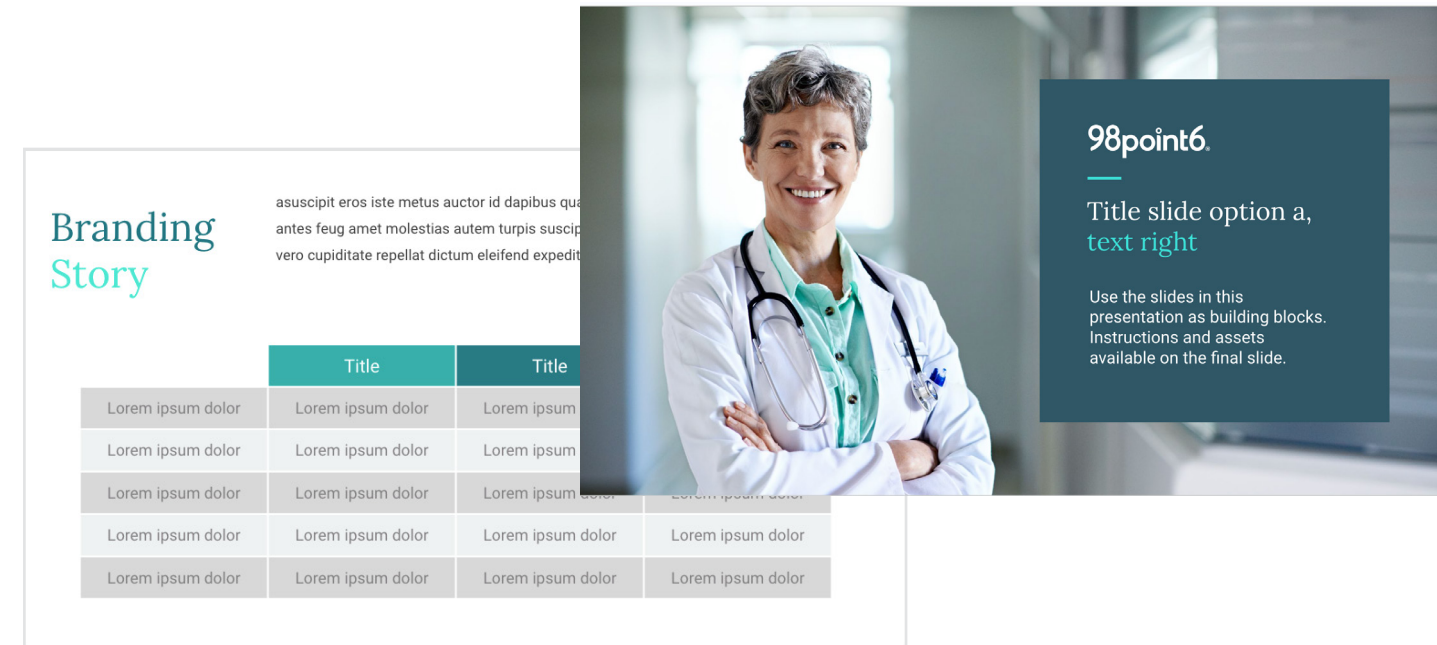 98point6®
Title slide option a,
text right
Use the slides in this
presentation as building blocks.
Instructions and assets
available on the final slide.
Branding
Story
asuscipit eros iste metus auctor id dapibus
antes feug amet molestias autem turpis
vero cupiditate repellat dictum eleifend
Title Title
Lorem ipsum dolor Lorem ipsum dolor Lorem ipsum
Lorem ipsum dolor Lorem ipsum dolor Lorem ipsum
Lorem ipsum dolor Lorem ipsum dolor Lorem ipsum dolor Lorem ipsum dolor
Lorem ipsum dolor Lorem ipsum dolor Lorem ipsum dolor Lorem ipsum dolor
Lorem ipsum dolor Lorem ipsum dolor Lorem ipsum dolor Lorem ipsum dolor